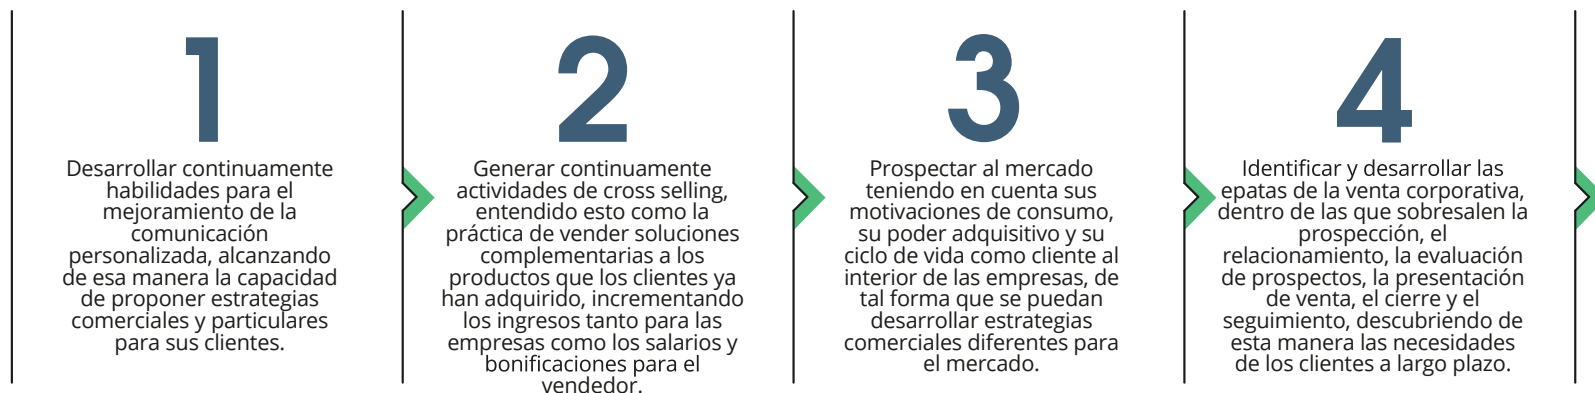 1
Desarrollar continuamente
habilidades para el
mejoramiento de la
comunicación
personalizada, alcanzando
de esa manera la capacidad
de proponer estrategias
comerciales y particulares
para sus clientes.
2
Generar continuamente
actividades de cross selling,
entendido esto como la
práctica de vender soluciones
complementarias a los
productos que los clientes ya
han adquirido, incrementando
los ingresos tanto para las
empresas como los salarios y
bonificaciones para el
vendedor.
3
Prospectar al mercado
teniendo en cuenta sus
motivaciones de consumo,
su poder adquisitivo y su
ciclo de vida como cliente al
interior de las empresas, de
tal forma que se puedan
desarrollar estrategias
comerciales diferentes para
el mercado.
4
Identificar y desarrollar las
epatas de la venta corporativa,
dentro de las que sobresalen la
prospección, el
relacionamiento, la evaluación
de prospectos, la presentación
de venta, el cierre y el
seguimiento, descubriendo de
esta manera las necesidades
de los clientes a largo plazo.